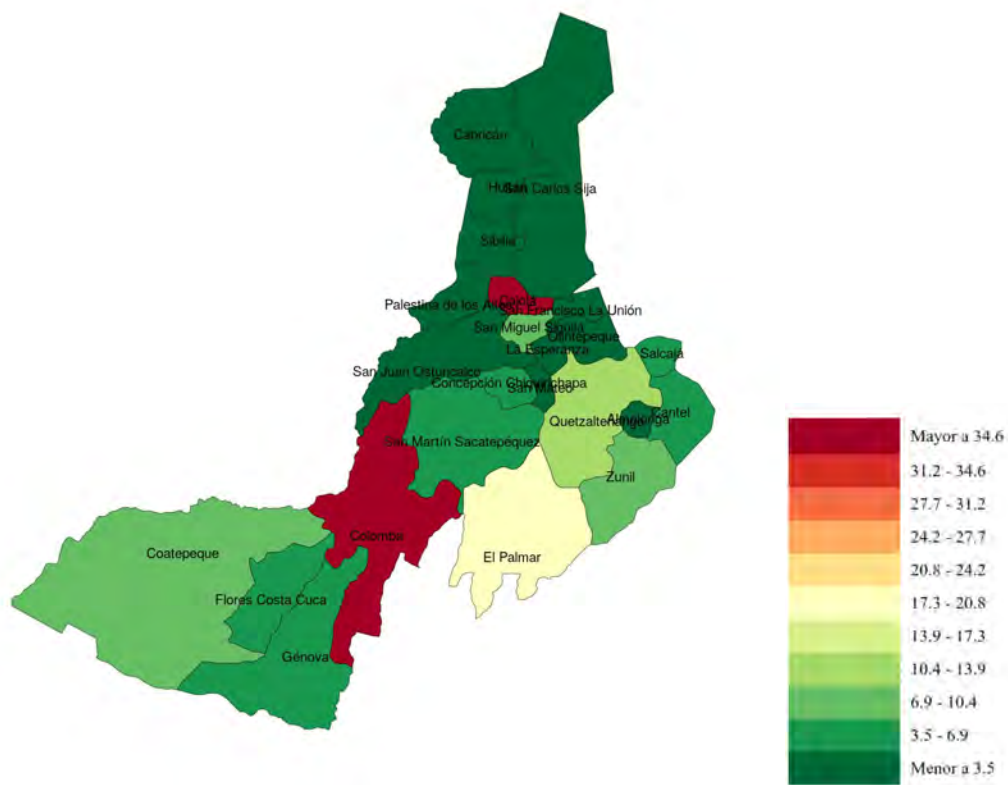 Cabricán
San Carlos Sija
Sibilia
Cajolá
Palestina de los Altos
San Francisco La Unión
San Miguel Sigüilá
Olintepeque
La Esperanza
Salcajá
San Juan Ostuncalco
Concepción Chiquirichapa
San Mateo
Quetzaltenango
Almolonga
Cantel
San Martín Sacatepéquez
Zunil
Colomba
Coatepeque
El Palmar
Flores Costa Cuca
Génova
Mayor a 34.6
31.2 - 34.6
27.7 - 31.2
24.2 - 27.7
20.8 - 24.2
17.3 - 20.8
13.9 - 17.3
10.4 - 13.9
6.9 - 10.4
3.5 - 6.9
Menor a 3.5